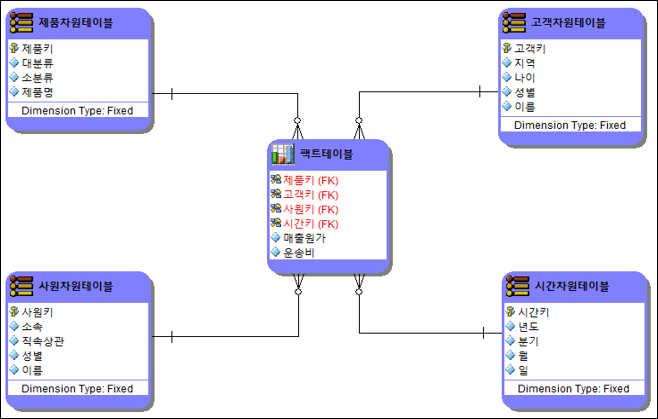 제품차원테이블
제품키
대분류
소분류
제품명
Dimension Type: Fixed
고객차원테이블
고객키
지역
나이
성별
이름
Dimension Type: Fixed
팩트테이블
제품키 (FK)
고객키 (FK)
사원키 (FK)
시간키 (FK)
매출원가
운송비
사원차원테이블
사원키
소속
직속상관
성별
이름
Dimension Type: Fixed
시간차원테이블
시간키
년도
분기
월
일
Dimension Type: Fixed